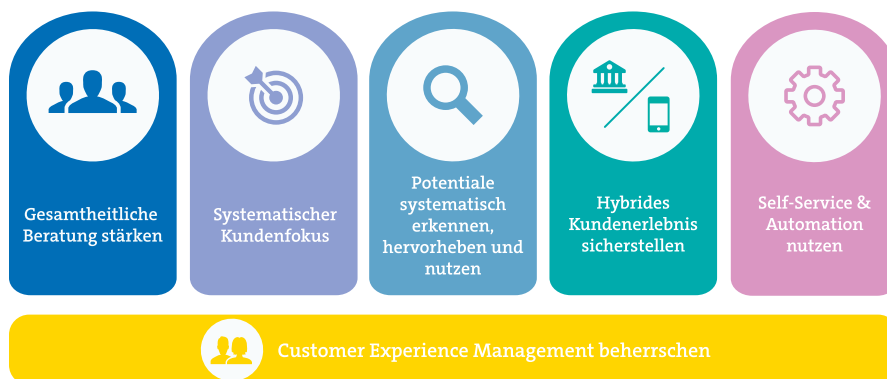 Gesamtheitliche
Beratung stärken
Systematischer
Kundenfokus
Potentiale
systematisch
erkennen,
hervorheben und
nutzen
Hybrides
Kundenerlebnis
sicherstellen
Self-Service &
Automation
nutzen
Customer Experience Management beherrschen